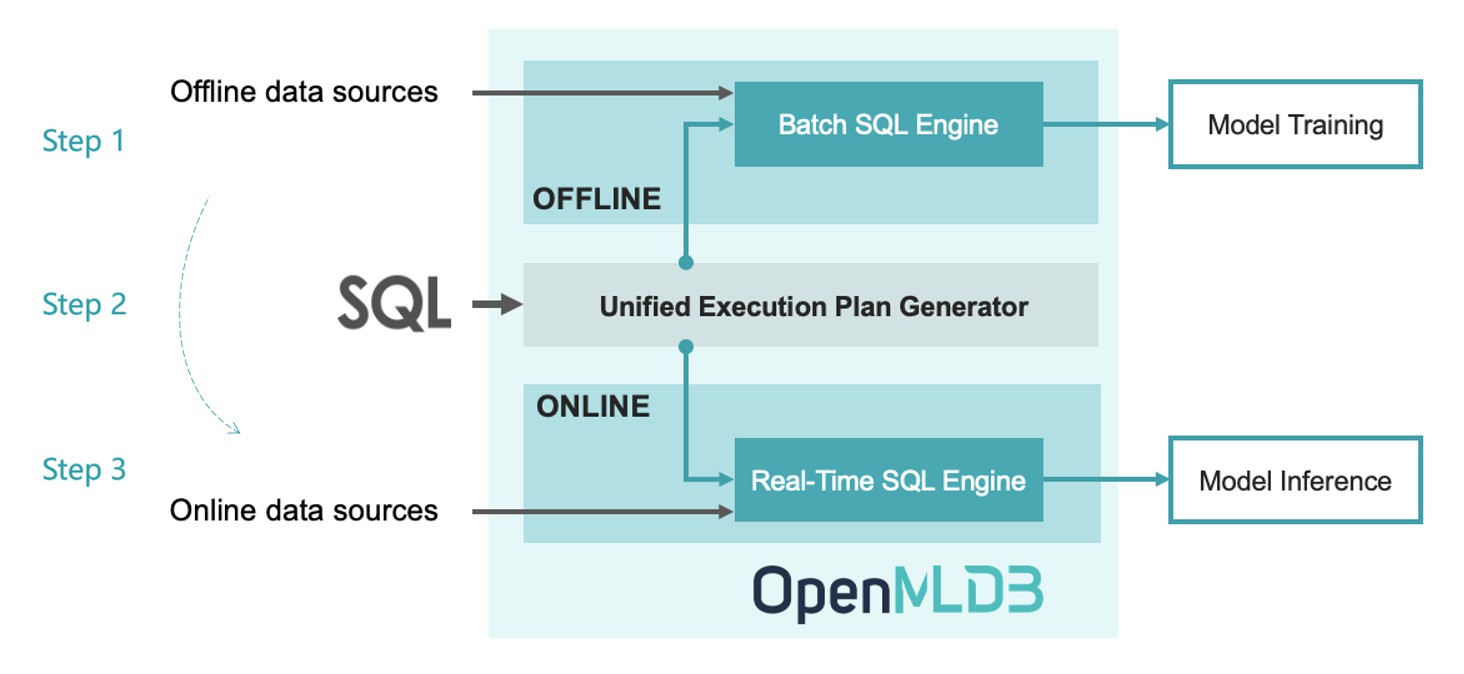 Offline data sources
Step 1
Batch SQL Engine
Model Training
OFFLINE
Step 2
SQL
Unified Execution Plan Generator
ONLINE
Step 3
Real-Time SQL Engine
Model Inference
Online data sources
OpenMLDB